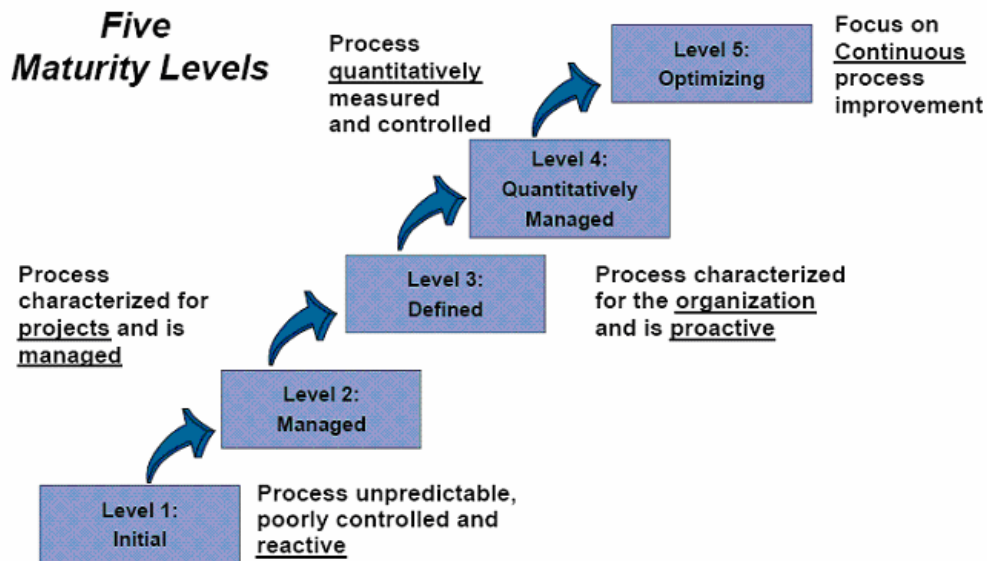 Five
Maturity Levels
Process
quantitatively
measured
and controlled
Level 5:
Optimizing
Focus on
Continuous
process
improvement
Level 4:
Quantitatively
Managed
Process
characterized for
projects and is
managed
Level 3:
Defined
Process characterized
for the organization
and is proactive
Level 2:
Managed
Level 1:
Initial
Process unpredictable,
poorly controlled and
reactive